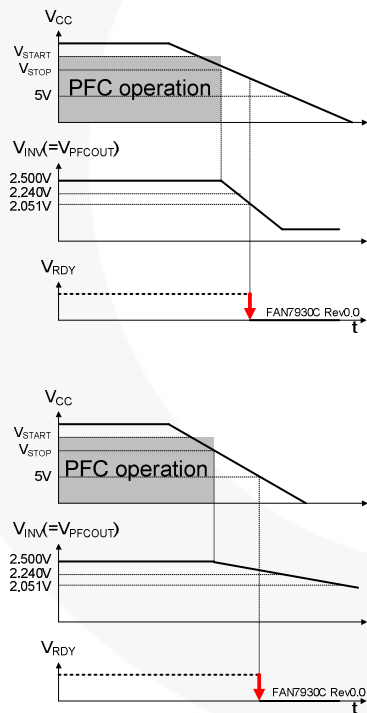 VCC
VSTART
VSTOP
5V
PFC operation
VINV(=VPFCOUT)
2.500V
2.240V
2.051V
VRDY
FAN7930C Rev0.0
t
VCC
VSTART
VSTOP
5V
PFC operation
VINV(=VPFCOUT)
2.500V
2.240V
2.051V
VRDY
FAN7930C Rev0.0
t